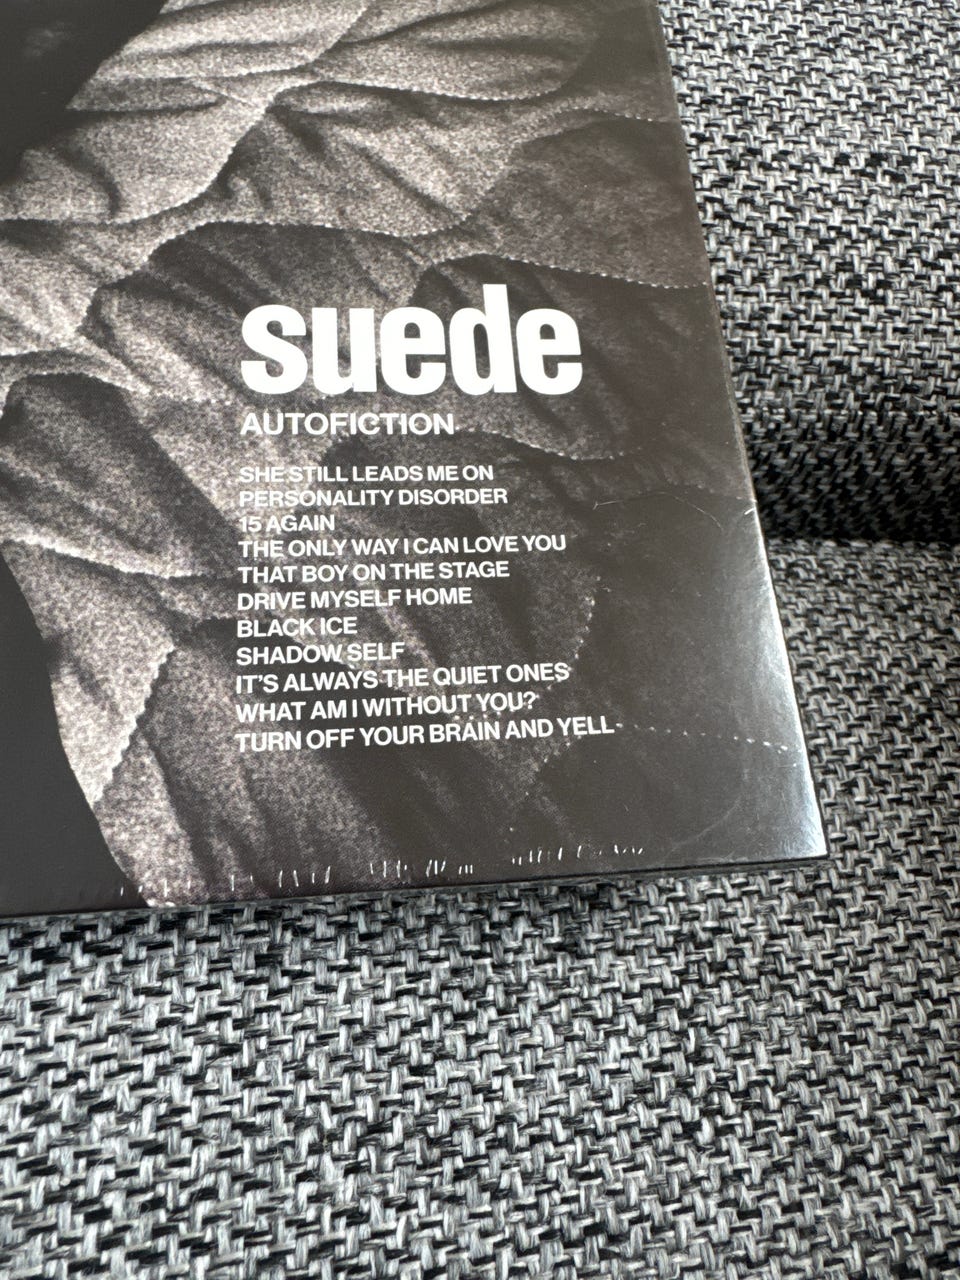 suede
AUTOFICTION
SHE STILL LEADS ME ON
PERSONALITY DISORDER
15 AGAIN
THE ONLY WAY I CAN LOVE YOU
THAT BOY ON THE STAGE
DRIVE MYSELF HOME
BLACK ICE
SHADOW SELF
IT'S ALWAYS THE QUIET ONES
WHAT AM I WITHOUT YOU?
TURN OFF YOUR BRAIN AND YELL